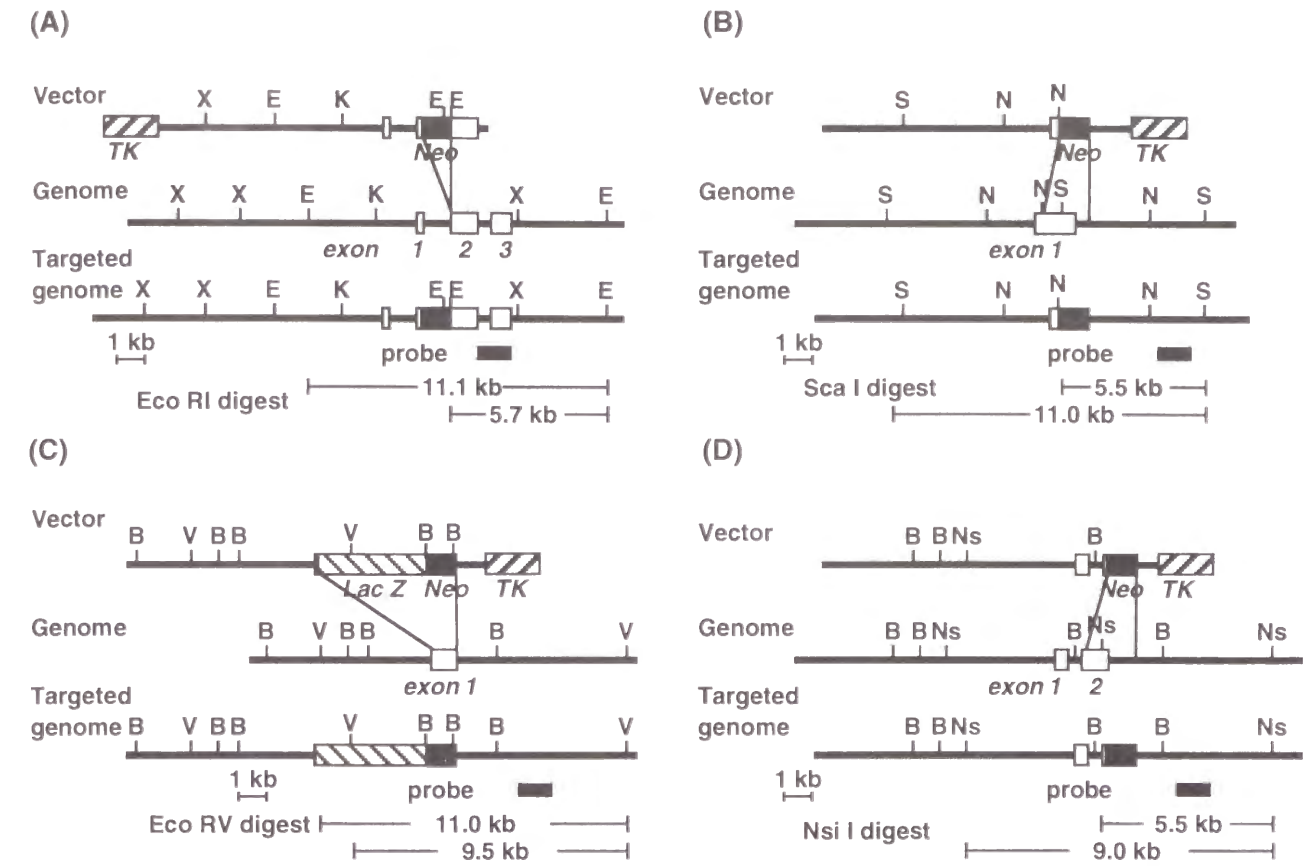 (A)
Vector X E K E E
TK Neo
Genome X X E K X E
exon 1 2 3
Targeted
genome X X E K E E X E
1 kb probe
11.1 kb
Eco RI digest
5.7 kb
(B)
Vector S N N
Neo TK
Genome S N N S N S
exon 1
Targeted
genome S N N N S
1 kb probe
Sca I digest 5.5 kb
11.0 kb
(C)
Vector
B V B B V B B
Lac Z Neo TK
Genome B V B B B V
exon 1
Targeted
genome B V B B V B B B V
1 kb probe
Eco RV digest 11.0 kb
9.5 kb
(D)
Vector B B Ns B
Neo TK
Genome B B Ns B Ns B Ns
exon 1 2
Targeted
genome B B Ns B B Ns
1 kb probe
Nsi I digest 5.5 kb
9.0 kb